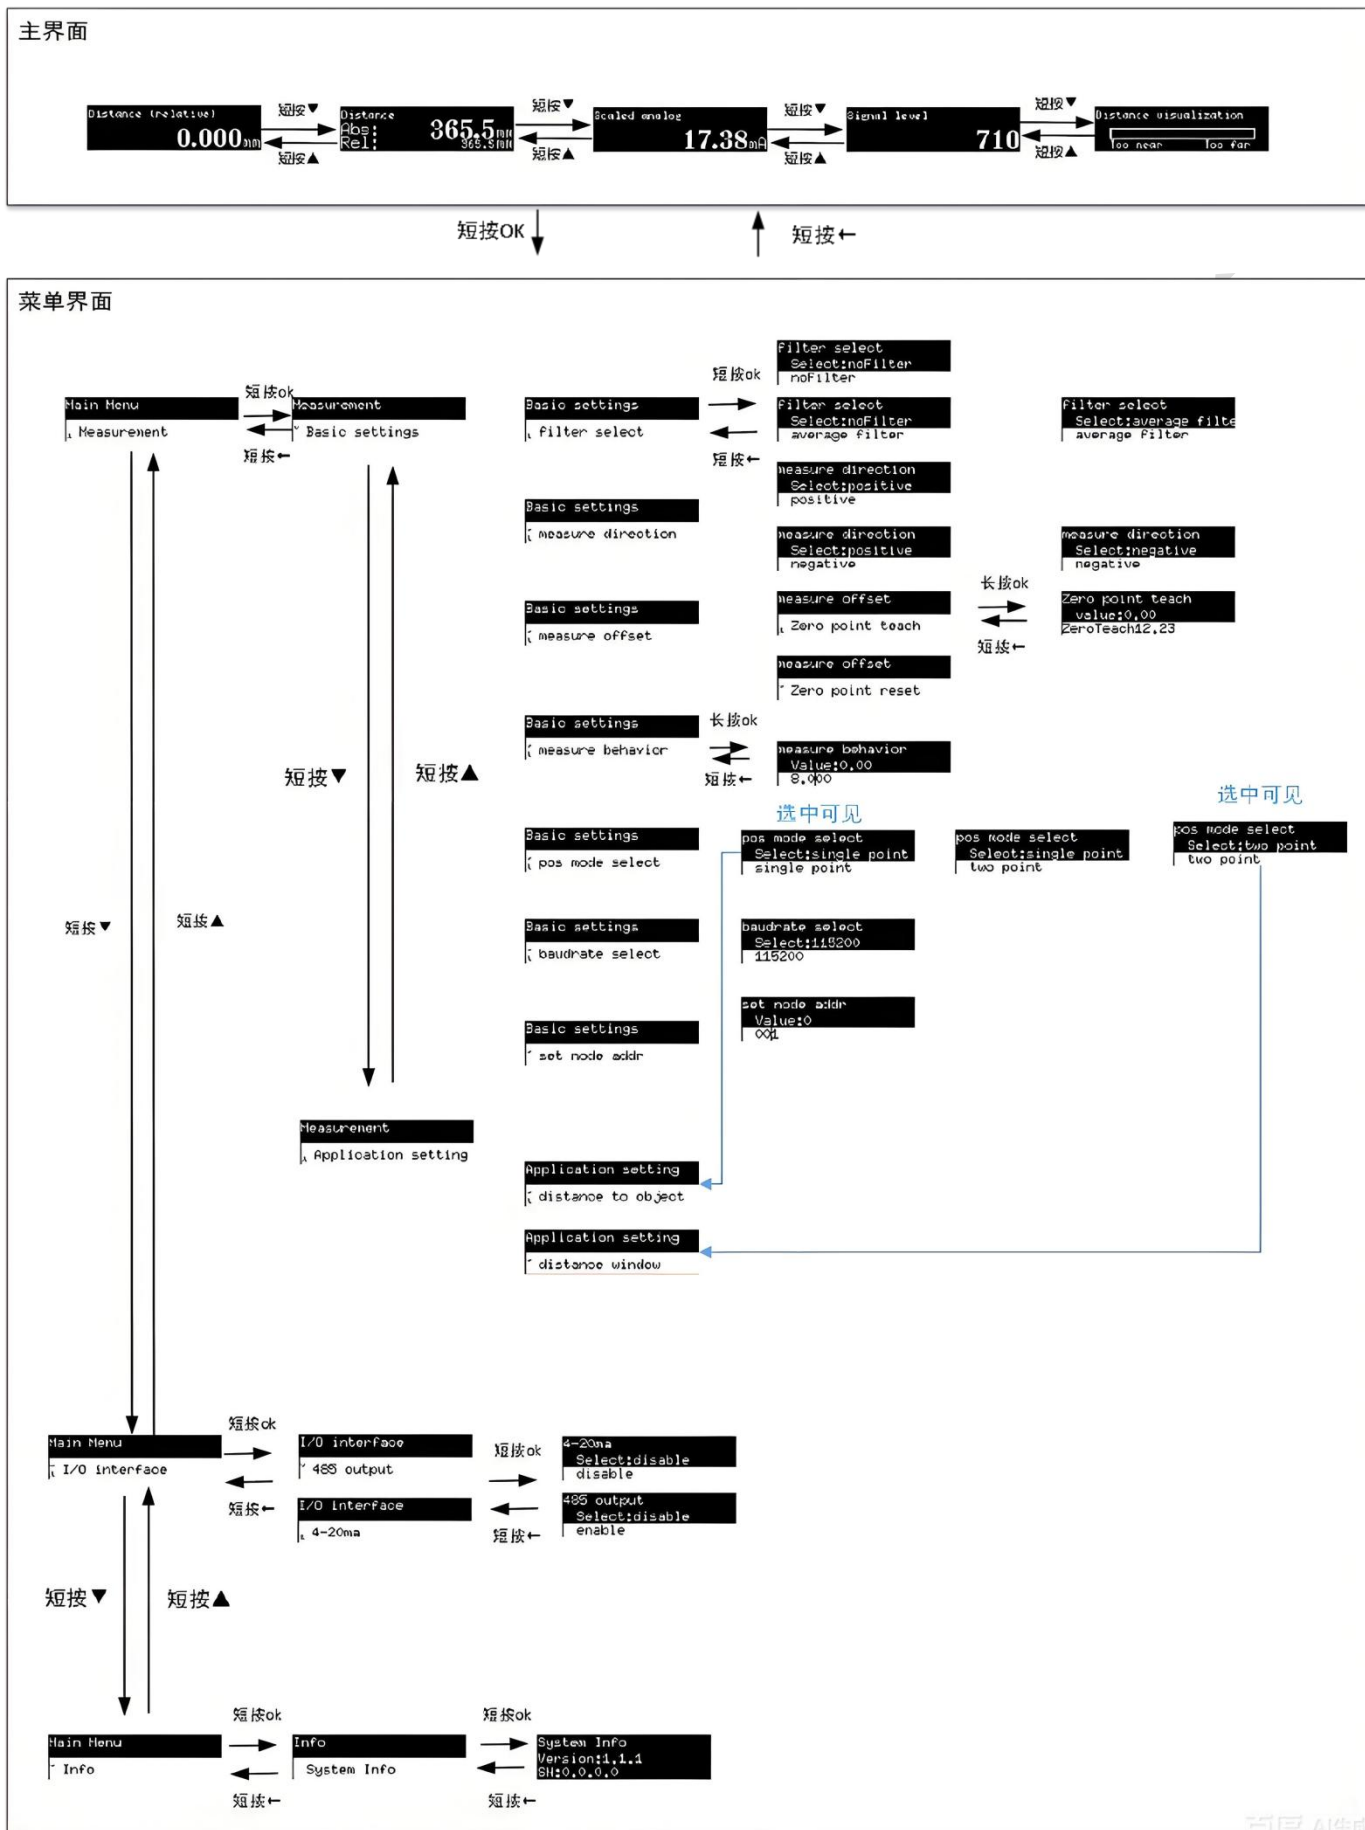 主界面
短按▼
短按▼
短按▼
短按▼
Distance (relative)
0.000mm
Distance
Abs: 365.5mm
Rel: 365.5mm
Scaled analog
17.38mA
Signal level
710
Distance visualization
Too near Too far
短按▲
短按▲
短按▲
短按▲
短按OK
短按←
菜单界面
Main Menu
Measurement
短按ok
短按←
Measurement
Basic settings
Basic settings
filter select
短按ok
短按←
filter select
Select:noFilter
noFilter
filter select
Select:noFilter
average filter
filter select
Select:average filte
average filter
Basic settings
measure direction
measure direction
Select:positive
positive
measure direction
Select:positive
negative
measure direction
Select:negative
negative
Basic settings
measure offset
measure offset
Zero point teach
长按ok
短按←
Zero point teach
value:0.00
ZeroTeach12.23
measure offset
Zero point reset
Basic settings
measure behavior
长按ok
短按←
measure behavior
Value:0.00
8.000
短按▼
短按▲
选中可见
选中可见
Basic settings
pos mode select
pos mode select
Select:single point
single point
pos mode select
Select:single point
two point
pos mode select
Select:two point
two point
短按▼
短按▲
Basic settings
baudrate select
baudrate select
Select:115200
115200
Basic settings
set node addr
set node addr
Value:0
001
Measurement
Application setting
Application setting
distance to object
Application setting
distance window
Main Menu
I/O interface
短按ok
短按←
I/O interface
485 output
I/O interface
4-20ma
短按ok
短按←
4-20ma
Select:disable
disable
485 output
Select:disable
enable
短按▼
短按▲
Main Menu
Info
短按ok
短按←
Info
System Info
短按ok
短按←
System Info
Version:1.1.1
SN:0.0.0.0